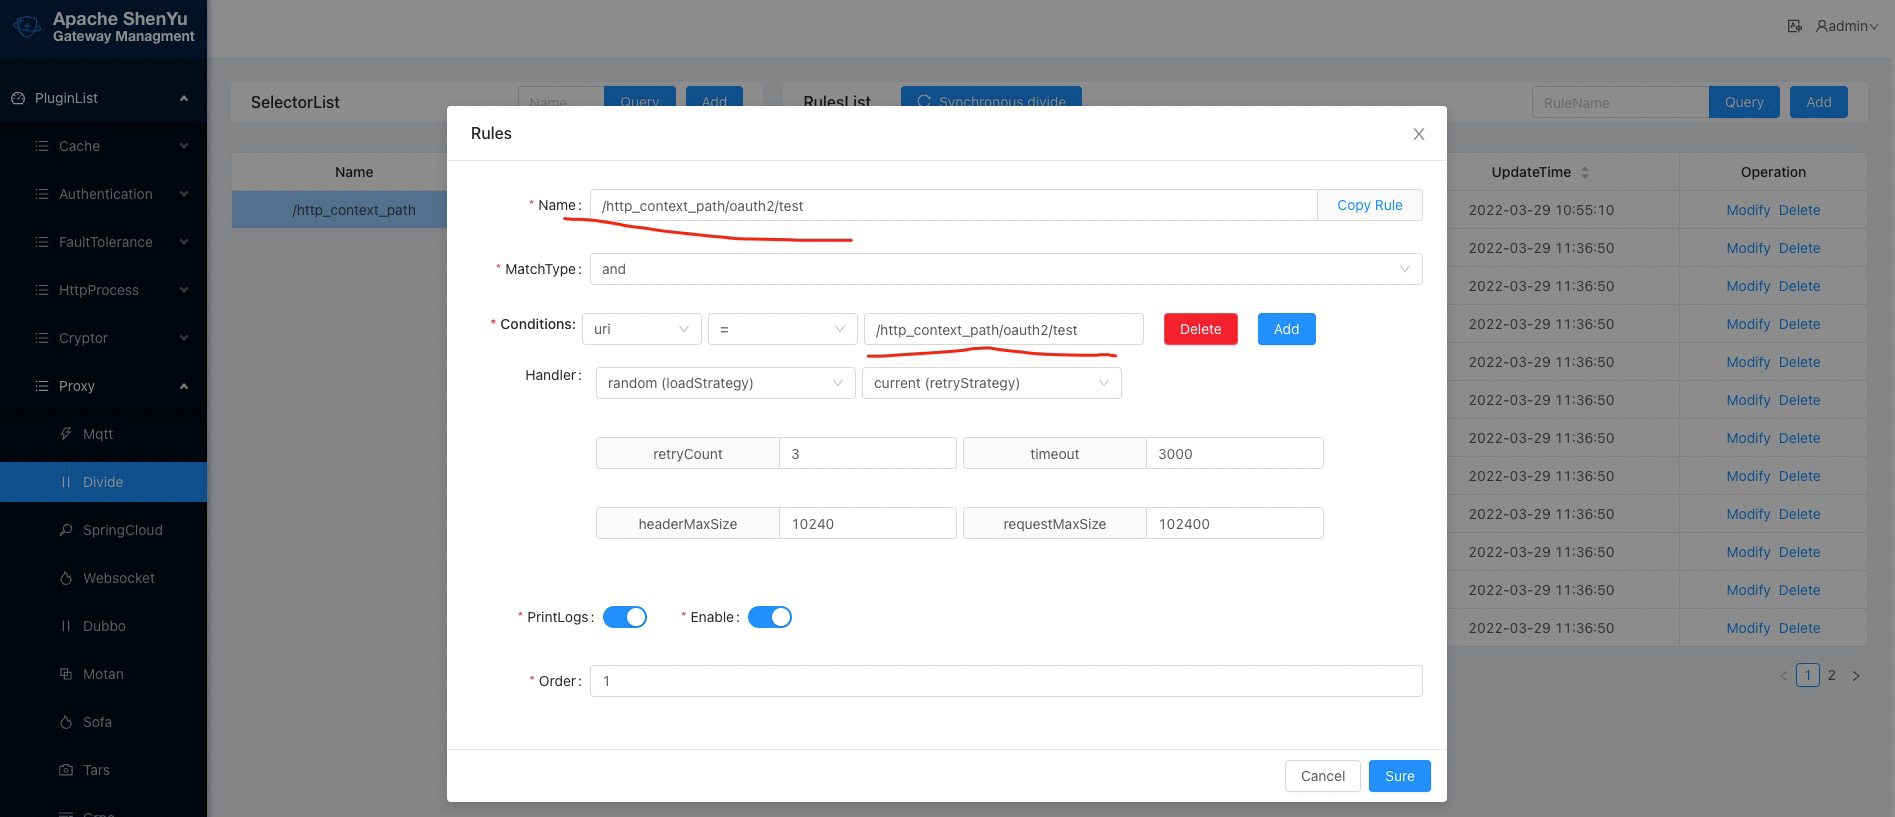 Apache ShenYu
Gateway Managment
admin
PluginList
Cache
Authentication
FaultTolerance
HttpProcess
Cryptor
Proxy
Mqtt
Divide
SpringCloud
Websocket
Dubbo
Motan
Sofa
Tars
SelectorList
Name
Query
Add
RulesList
Synchronous divide
RuleName
Query
Add
Name
/http_context_path
UpdateTime
Operation
2022-03-29 10:55:10 Modify Delete
2022-03-29 11:36:50 Modify Delete
2022-03-29 11:36:50 Modify Delete
2022-03-29 11:36:50 Modify Delete
2022-03-29 11:36:50 Modify Delete
2022-03-29 11:36:50 Modify Delete
2022-03-29 11:36:50 Modify Delete
2022-03-29 11:36:50 Modify Delete
2022-03-29 11:36:50 Modify Delete
2022-03-29 11:36:50 Modify Delete
2022-03-29 11:36:50 Modify Delete
2022-03-29 11:36:50 Modify Delete
1 2
Rules
* Name: /http_context_path/oauth2/test Copy Rule
* MatchType: and
* Conditions: uri = /http_context_path/oauth2/test Delete Add
Handler: random (loadStrategy) current (retryStrategy)
retryCount 3 timeout 3000
headerMaxSize 10240 requestMaxSize 102400
* PrintLogs: * Enable:
* Order: 1
Cancel Sure